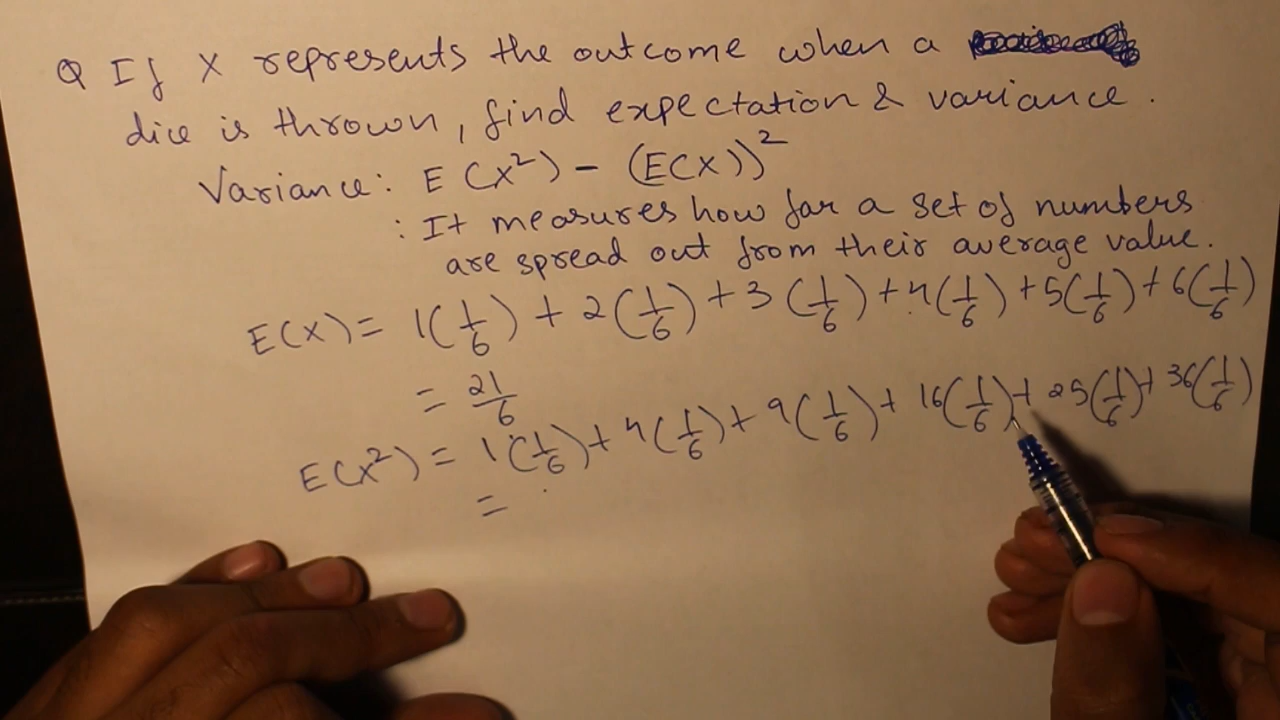 Q If X represents the outcome when a
dice is thrown, find expectation & variance.
Variance: E(X²) - (E(X))²
: It measures how far a set of numbers
are spread out from their average value.
E(X) = 1(1/6) + 2(1/6) + 3(1/6) + 4(1/6) + 5(1/6) + 6(1/6)
= 21/6
E(X²) = 1(1/6) + 4(1/6) + 9(1/6) + 16(1/6) + 25(1/6) + 36(1/6)
=